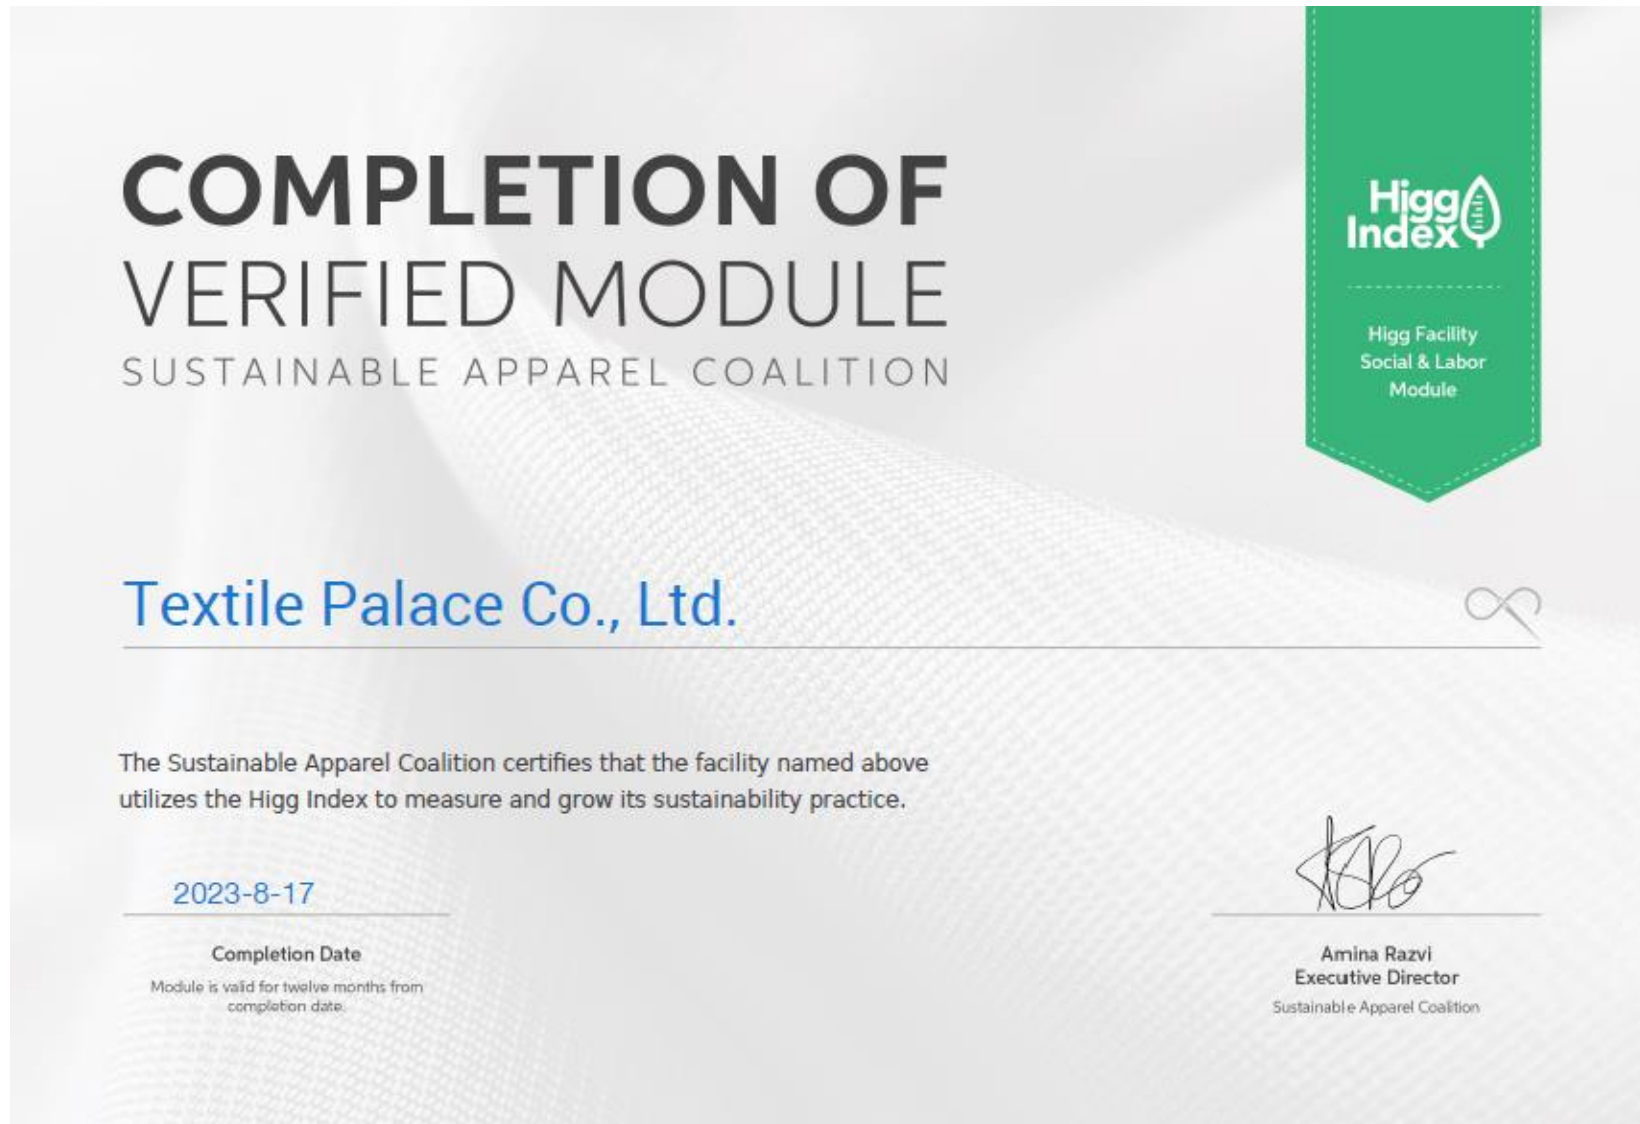 COMPLETION OF
VERIFIED MODULE
SUSTAINABLE APPAREL COALITION
Higg
Index
Higg Facility
Social & Labor
Module
Textile Palace Co., Ltd.
The Sustainable Apparel Coalition certifies that the facility named above
utilizes the Higg Index to measure and grow its sustainability practice.
2023-8-17
Completion Date
Module is valid for twelve months from
completion date.
Amina Razvi
Executive Director
Sustainable Apparel Coalition